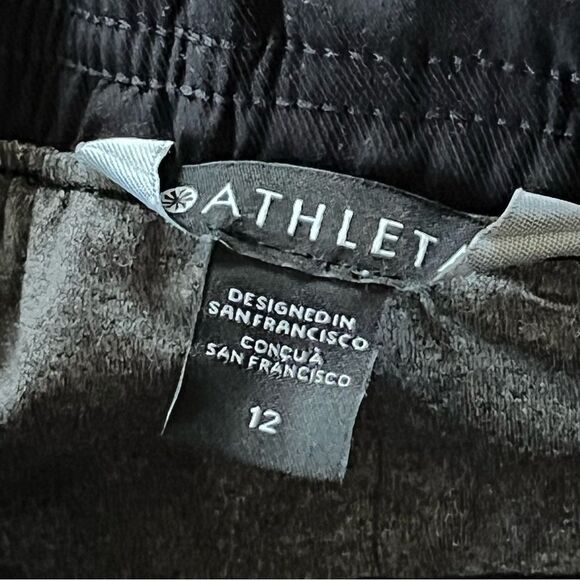 ATHLETA
DESIGNED IN
SAN FRANCISCO
CONÇU À
SAN FRANCISCO
12